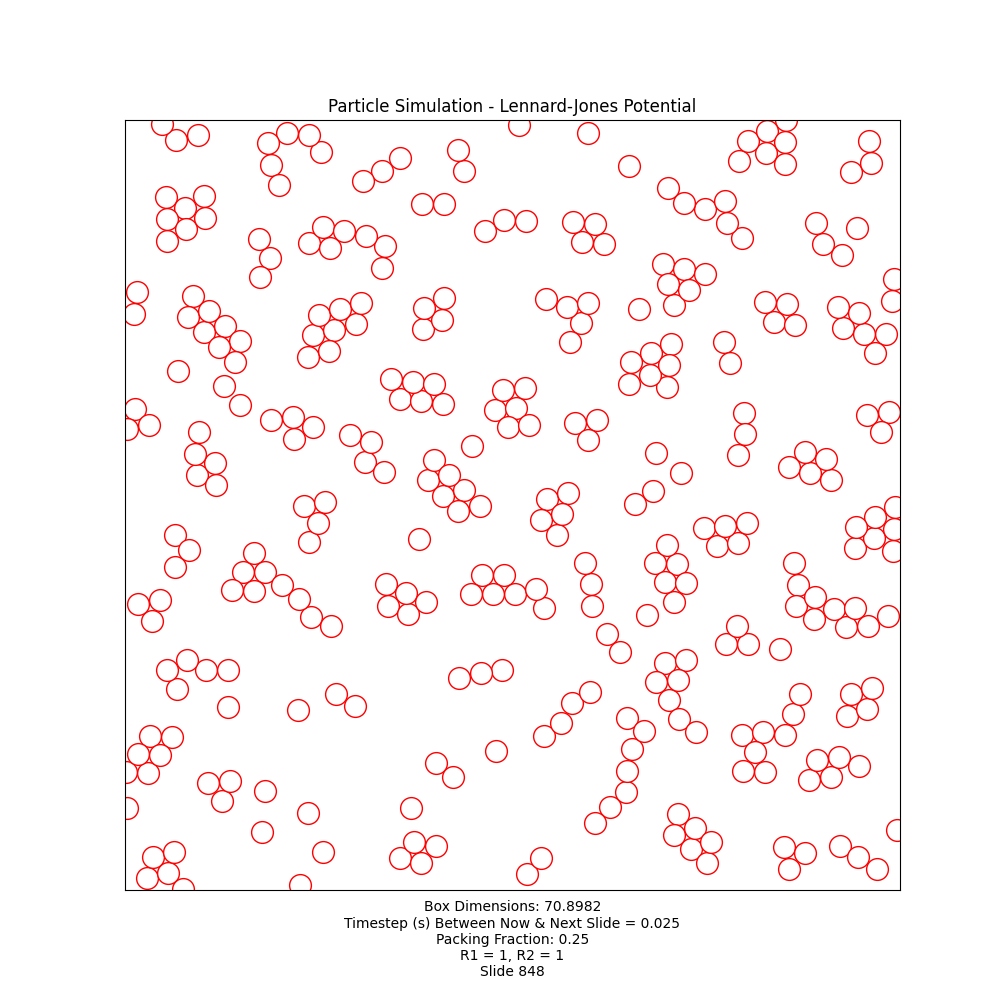 Particle Simulation - Lennard-Jones Potential
Box Dimensions: 70.8982
Timestep (s) Between Now & Next Slide = 0.025
Packing Fraction: 0.25
R1 = 1, R2 = 1
Slide 848